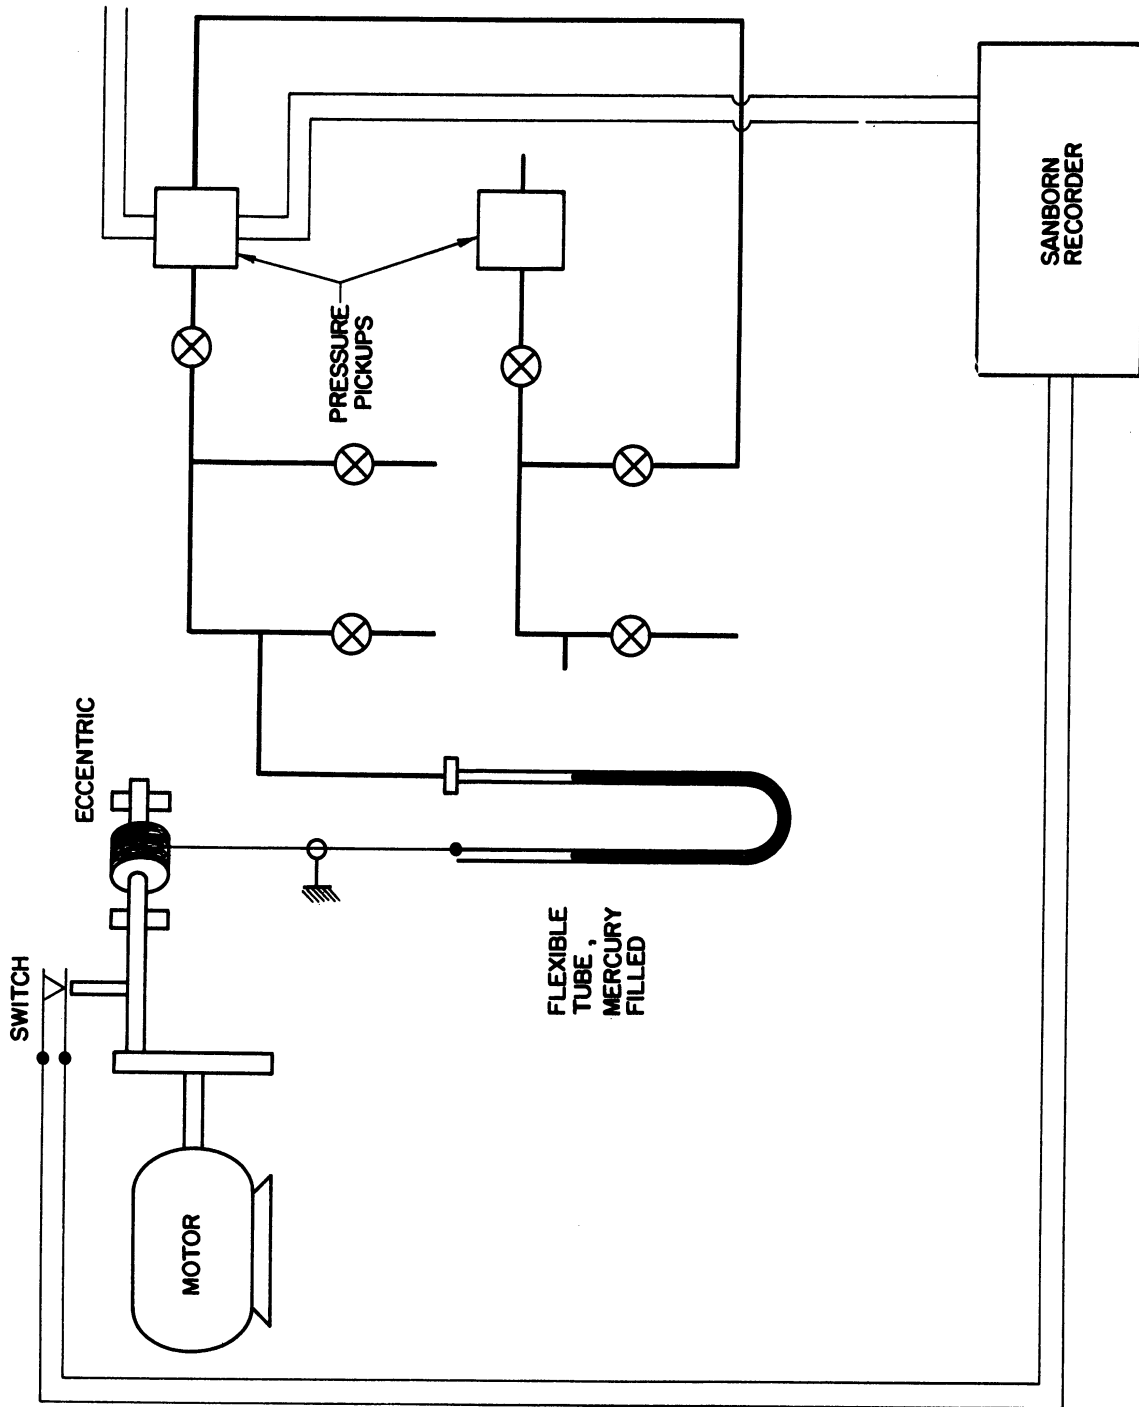 SWITCH
ECCENTRIC
MOTOR
PRESSURE
PICKUPS
FLEXIBLE
TUBE,
MERCURY
FILLED
SANBORN
RECORDER